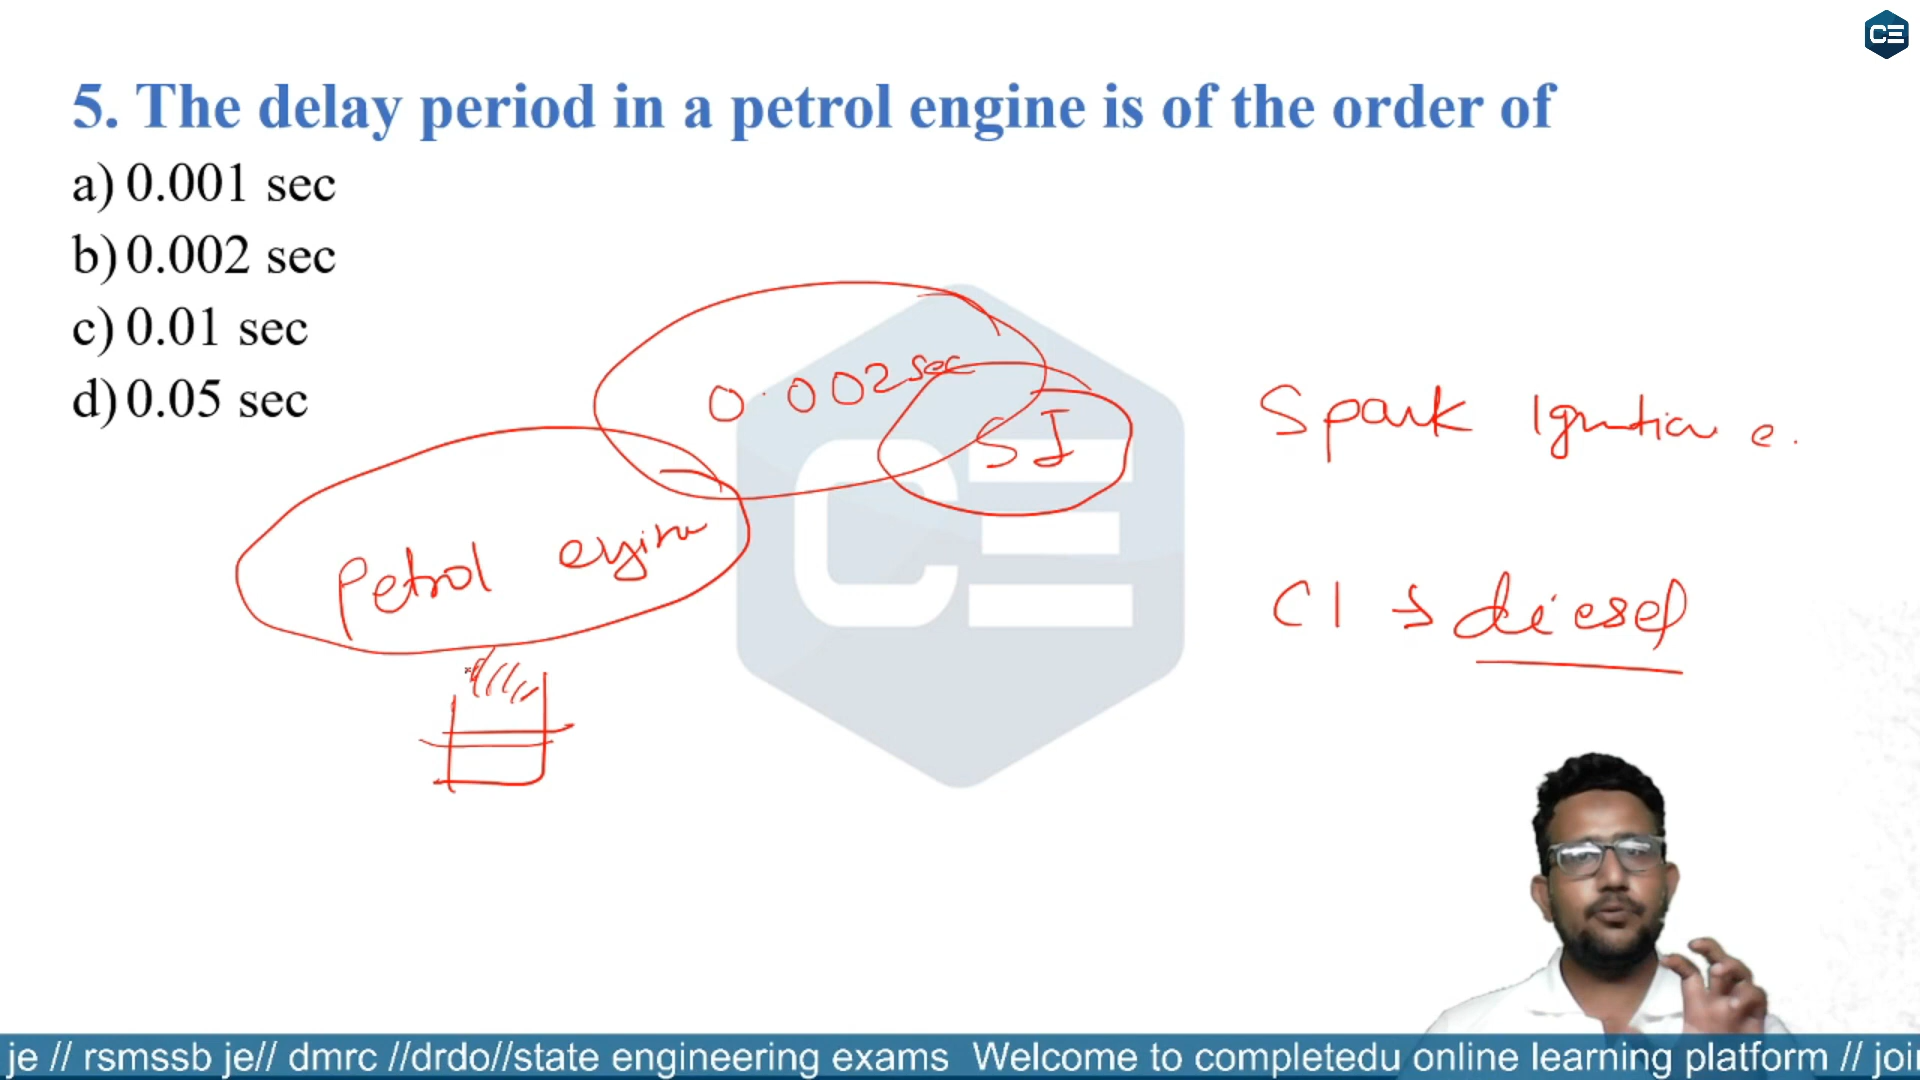 CE
5. The delay period in a petrol engine is of the order of
a) 0.001 sec
b) 0.002 sec
c) 0.01 sec
d) 0.05 sec
0.002 sec
SI
Spark Ignition e.
Petrol engine
CI → diesel
CE
je // rsmssb je// dmrc //drdo//state engineering exams Welcome to completedu online learning platform // joi